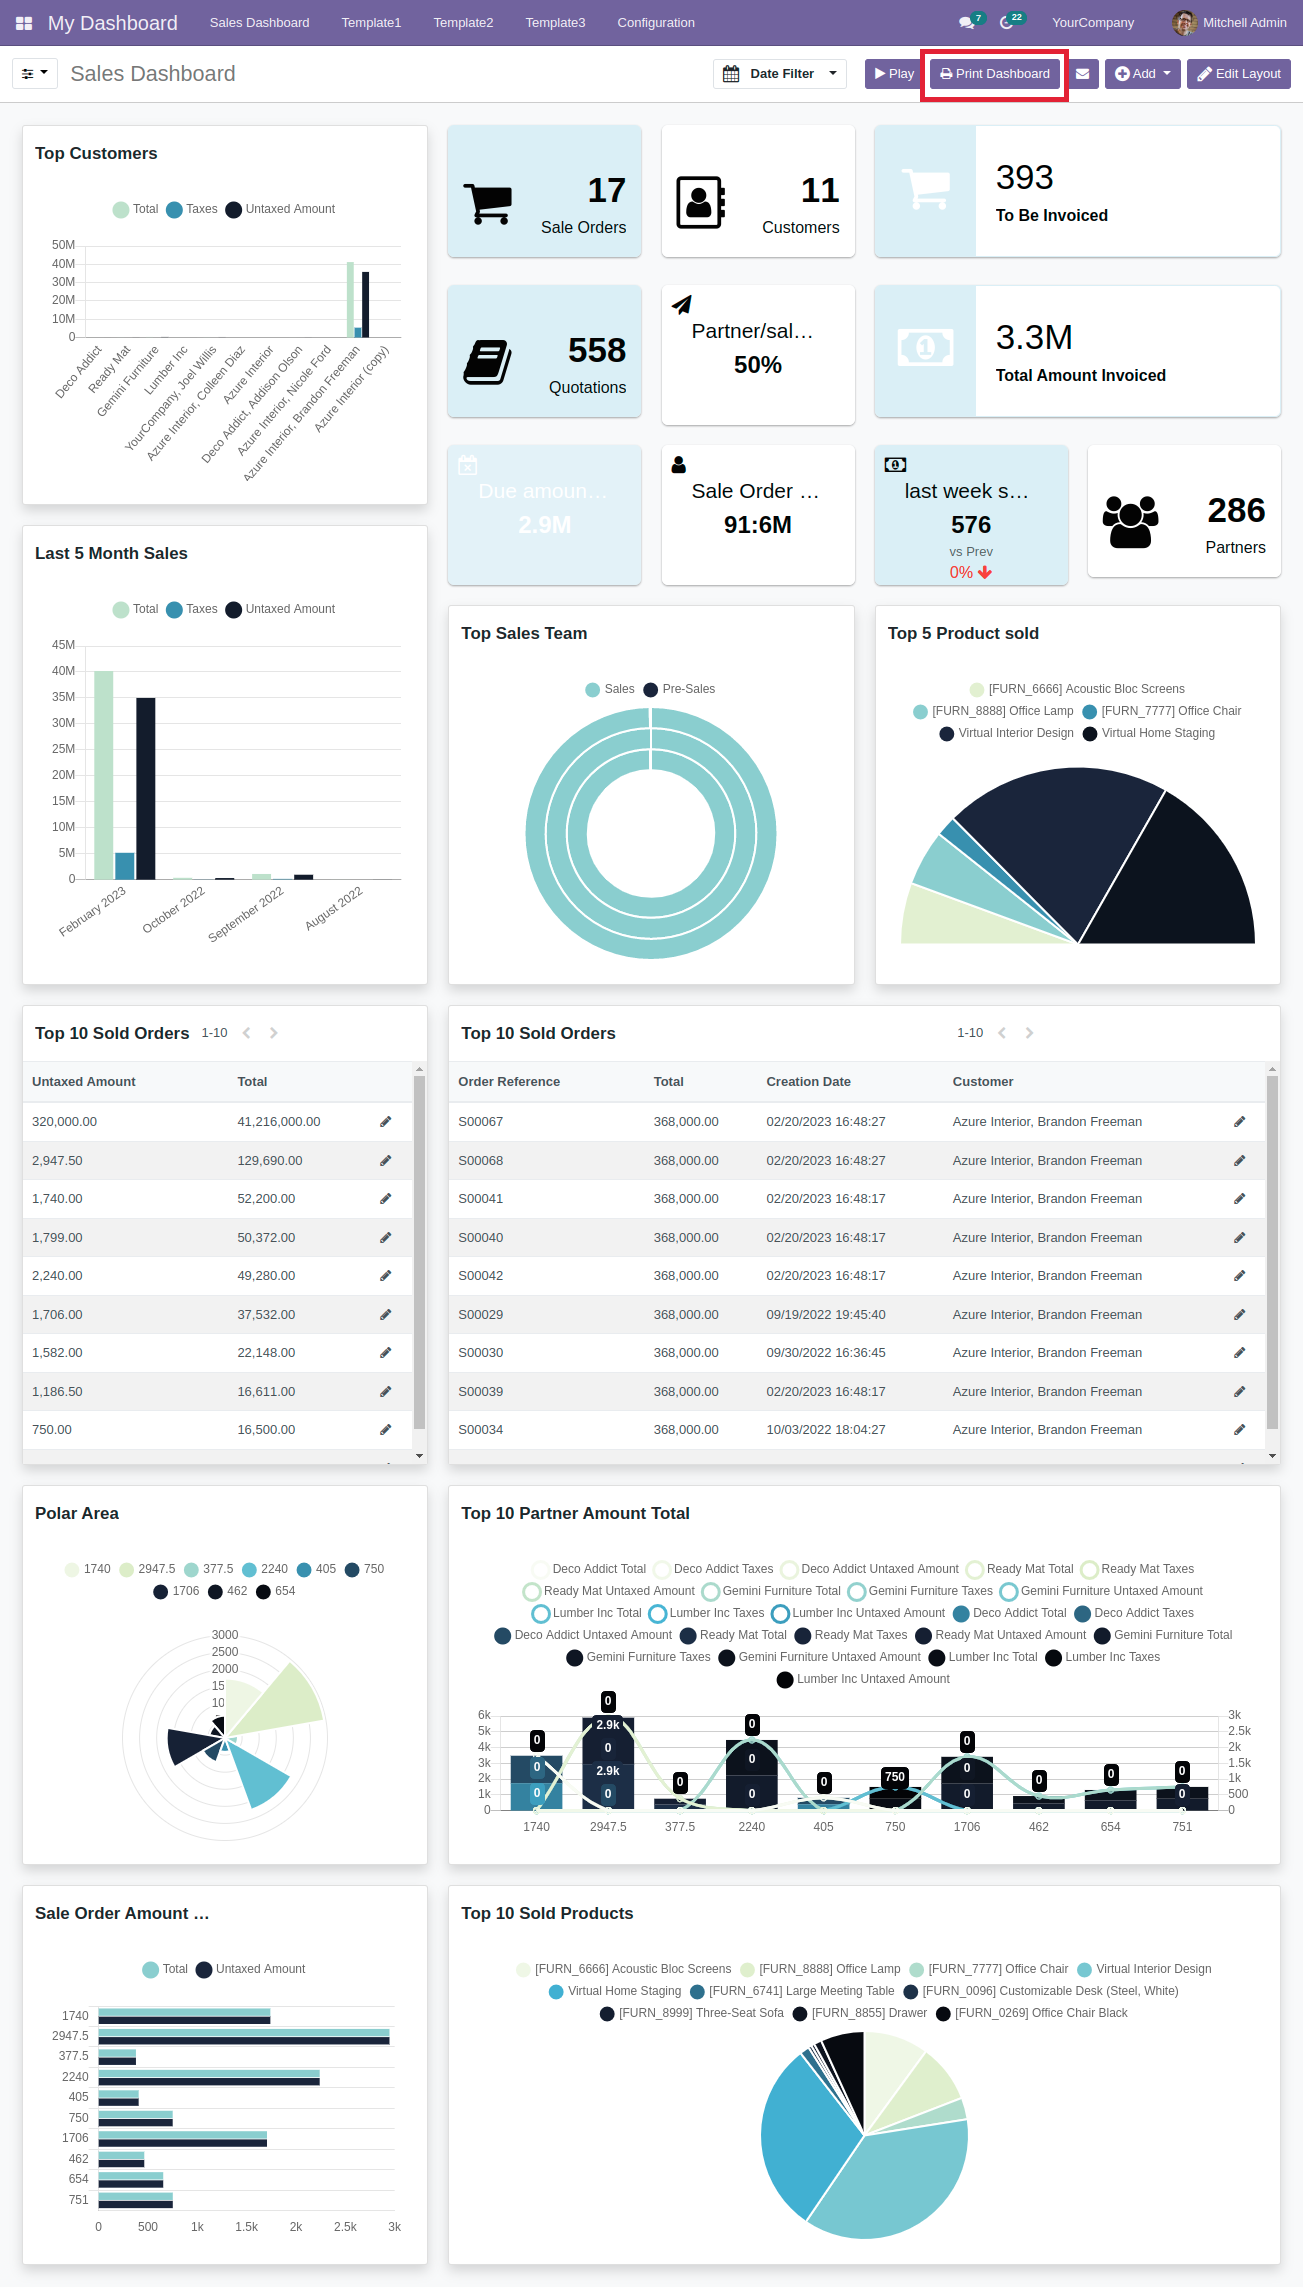 My Dashboard Sales Dashboard Template1 Template2 Template3 Configuration 7 22 YourCompany Mitchell Admin
Sales Dashboard Date Filter Play Print Dashboard Add Edit Layout
Top Customers
Total Taxes Untaxed Amount
50M
40M
30M
20M
10M
0
Deco Addict
Ready Mat
Gemini Furniture
Lumber Inc
YourCompany, Joel Willis
Azure Interior, Colleen Diaz
Azure Interior
Deco Addict, Addison Olson
Azure Interior, Nicole Ford
Azure Interior, Brandon Freeman
Azure Interior (copy)
17
Sale Orders
11
Customers
393
To Be Invoiced
558
Quotations
Partner/sal…
50%
3.3M
Total Amount Invoiced
Due amoun…
2.9M
Sale Order …
91:6M
last week s…
576
vs Prev
0%
286
Partners
Last 5 Month Sales
Total Taxes Untaxed Amount
45M
40M
35M
30M
25M
20M
15M
10M
5M
0
February 2023
October 2022
September 2022
August 2022
Top Sales Team
Sales Pre-Sales
Top 5 Product sold
[FURN_6666] Acoustic Bloc Screens
[FURN_8888] Office Lamp [FURN_7777] Office Chair
Virtual Interior Design Virtual Home Staging
Top 10 Sold Orders 1-10
Untaxed Amount Total
320,000.00 41,216,000.00
2,947.50 129,690.00
1,740.00 52,200.00
1,799.00 50,372.00
2,240.00 49,280.00
1,706.00 37,532.00
1,582.00 22,148.00
1,186.50 16,611.00
750.00 16,500.00
Top 10 Sold Orders 1-10
Order Reference Total Creation Date Customer
S00067 368,000.00 02/20/2023 16:48:27 Azure Interior, Brandon Freeman
S00068 368,000.00 02/20/2023 16:48:27 Azure Interior, Brandon Freeman
S00041 368,000.00 02/20/2023 16:48:17 Azure Interior, Brandon Freeman
S00040 368,000.00 02/20/2023 16:48:17 Azure Interior, Brandon Freeman
S00042 368,000.00 02/20/2023 16:48:17 Azure Interior, Brandon Freeman
S00029 368,000.00 09/19/2022 19:45:40 Azure Interior, Brandon Freeman
S00030 368,000.00 09/30/2022 16:36:45 Azure Interior, Brandon Freeman
S00039 368,000.00 02/20/2023 16:48:17 Azure Interior, Brandon Freeman
S00034 368,000.00 10/03/2022 18:04:27 Azure Interior, Brandon Freeman
Polar Area
1740 2947.5 377.5 2240 405 750
1706 462 654
3000
2500
2000
15
10
Top 10 Partner Amount Total
Deco Addict Total Deco Addict Taxes Deco Addict Untaxed Amount Ready Mat Total Ready Mat Taxes
Ready Mat Untaxed Amount Gemini Furniture Total Gemini Furniture Taxes Gemini Furniture Untaxed Amount
Lumber Inc Total Lumber Inc Taxes Lumber Inc Untaxed Amount Deco Addict Total Deco Addict Taxes
Deco Addict Untaxed Amount Ready Mat Total Ready Mat Taxes Ready Mat Untaxed Amount Gemini Furniture Total
Gemini Furniture Taxes Gemini Furniture Untaxed Amount Lumber Inc Total Lumber Inc Taxes
Lumber Inc Untaxed Amount
6k 0 3k
5k 0 2.9k 0 0 2.5k
4k 0 0 2k
3k 0 2.9k 0 0 750 0 0 0 1.5k
2k 0 0 1k
1k 0 0 0 0 0 500
0 0
1740 2947.5 377.5 2240 405 750 1706 462 654 751
Sale Order Amount …
Total Untaxed Amount
1740
2947.5
377.5
2240
405
750
1706
462
654
751
0 500 1k 1.5k 2k 2.5k 3k
Top 10 Sold Products
[FURN_6666] Acoustic Bloc Screens [FURN_8888] Office Lamp [FURN_7777] Office Chair Virtual Interior Design
Virtual Home Staging [FURN_6741] Large Meeting Table [FURN_0096] Customizable Desk (Steel, White)
[FURN_8999] Three-Seat Sofa [FURN_8855] Drawer [FURN_0269] Office Chair Black